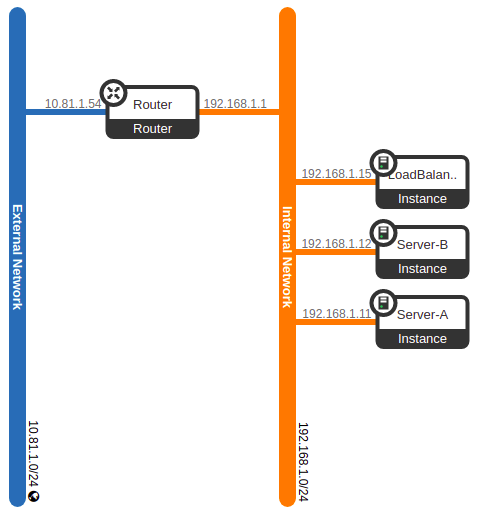 10.81.1.54
Router
Router
192.168.1.1
192.168.1.15
LoadBalan..
Instance
192.168.1.12
Server-B
Instance
192.168.1.11
Server-A
Instance
External Network
Internal Network
10.81.1.0/24
192.168.1.0/24